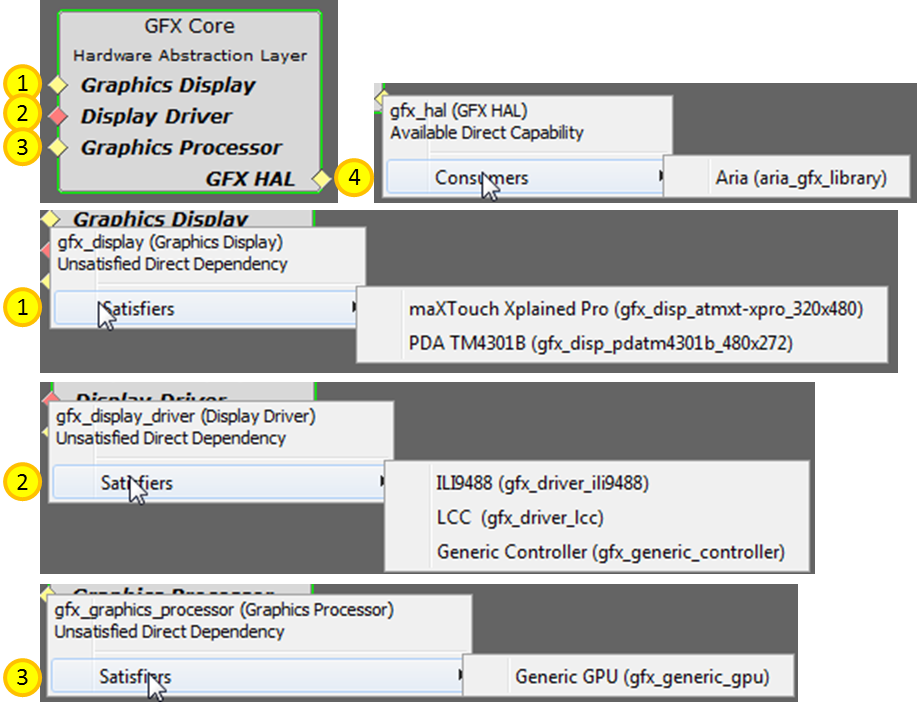 GFX Core
Hardware Abstraction Layer
1 Graphics Display
2 Display Driver
3 Graphics Processor
GFX HAL 4
gfx_hal (GFX HAL)
Available Direct Capability
Consumers
Aria (aria_gfx_library)
Graphics Display
gfx_display (Graphics Display)
Unsatisfied Direct Dependency
1 Satisfiers
maXTouch Xplained Pro (gfx_disp_atmxt-xpro_320x480)
PDA TM4301B (gfx_disp_pdatm4301b_480x272)
Display Driver
gfx_display_driver (Display Driver)
Unsatisfied Direct Dependency
2 Satisfiers
ILI9488 (gfx_driver_ili9488)
LCC (gfx_driver_lcc)
Generic Controller (gfx_generic_controller)
Graphics Processor
gfx_graphics_processor (Graphics Processor)
Unsatisfied Direct Dependency
3 Satisfiers
Generic GPU (gfx_generic_gpu)